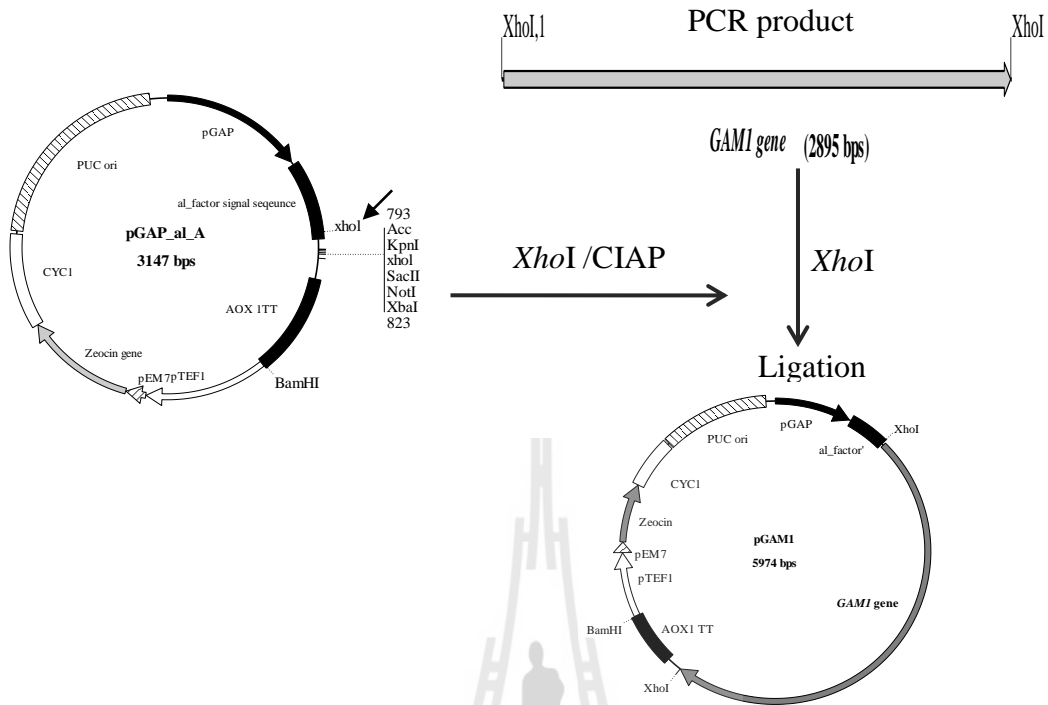 XhoI,1
PCR product
XhoI
GAM1 gene (2895 bps)
pGAP
PUC ori
al_factor signal seqeunce
xhoI
793
Acc
KpnI
xhoI
SacII
NotI
XbaI
823
pGAP_al_A
3147 bps
CYC1
AOX 1TT
Zeocin gene
pEM7pTEF1
BamHI
XhoI /CIAP
XhoI
Ligation
pGAP
XhoI
PUC ori
al_factor'
CYC1
Zeocin
pGAM1
pEM7
5974 bps
pTEF1
GAM1 gene
BamHI
AOX1 TT
XhoI